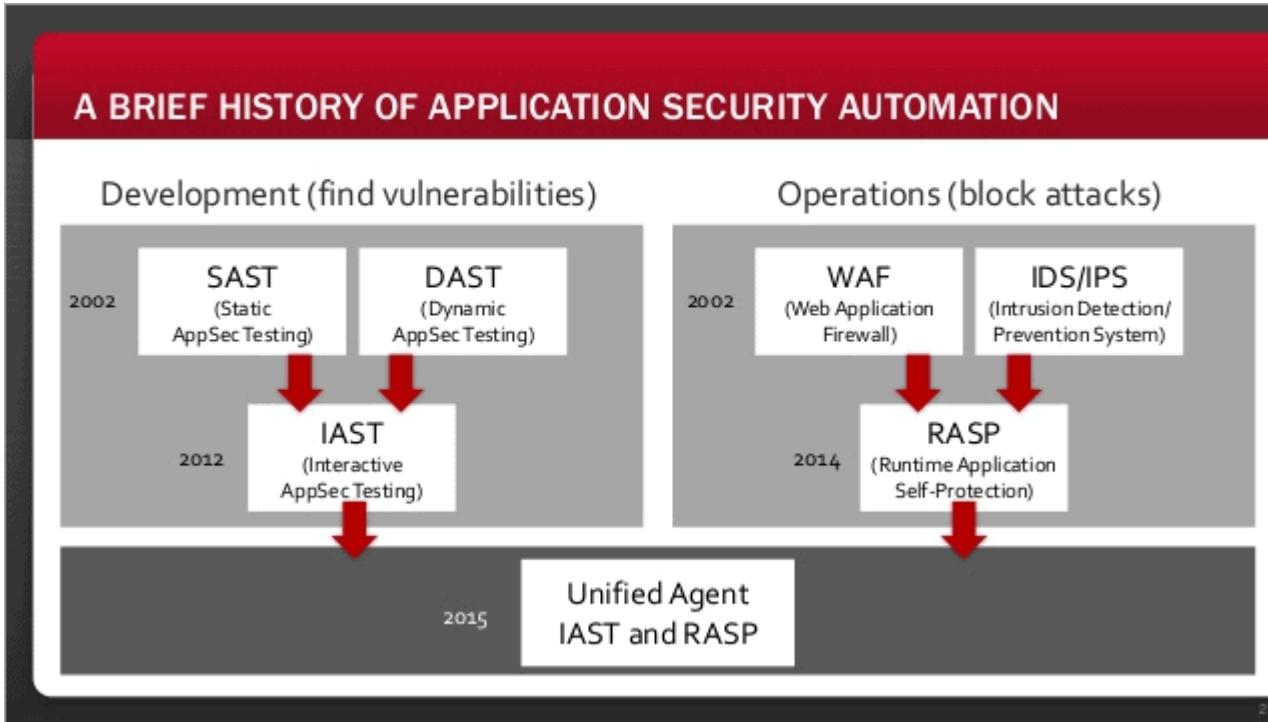 A BRIEF HISTORY OF APPLICATION SECURITY AUTOMATION
Development (find vulnerabilities)
2002
SAST
(Static
AppSec Testing)
DAST
(Dynamic
AppSec Testing)
2012
IAST
(Interactive
AppSec Testing)
Operations (block attacks)
2002
WAF
(Web Application
Firewall)
IDS/IPS
(Intrusion Detection/
Prevention System)
2014
RASP
(Runtime Application
Self-Protection)
2015
Unified Agent
IAST and RASP
2